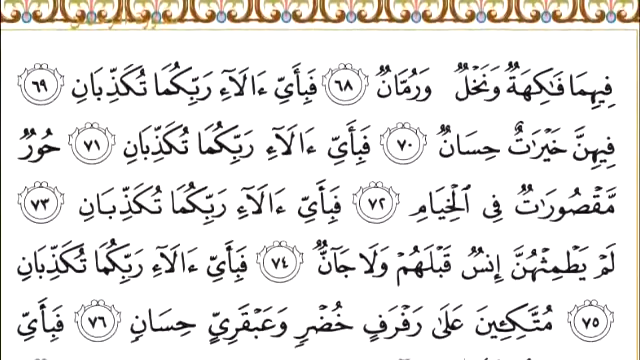 فِيهِمَا فَٰكِهَةٌ وَنَخْلٌ وَرُمَّانٌ ٦٨ فَبِأَيِّ ءَالَآءِ رَبِّكُمَا تُكَذِّبَانِ ٦٩
فِيهِنَّ خَيْرَٰتٌ حِسَانٌ ٧٠ فَبِأَيِّ ءَالَآءِ رَبِّكُمَا تُكَذِّبَانِ ٧١ حُورٌ
مَّقْصُورَٰتٌ فِي الْخِيَامِ ٧٢ فَبِأَيِّ ءَالَآءِ رَبِّكُمَا تُكَذِّبَانِ ٧٣
لَمْ يَطْمِثْهُنَّ إِنسٌ قَبْلَهُمْ وَلَا جَآنٌّ ٧٤ فَبِأَيِّ ءَالَآءِ رَبِّكُمَا تُكَذِّبَانِ
٧٥ مُتَّكِـِٔينَ عَلَىٰ رَفْرَفٍ خُضْرٍ وَعَبْقَرِيٍّ حِسَانٍ ٧٦ فَبِأَيِّ